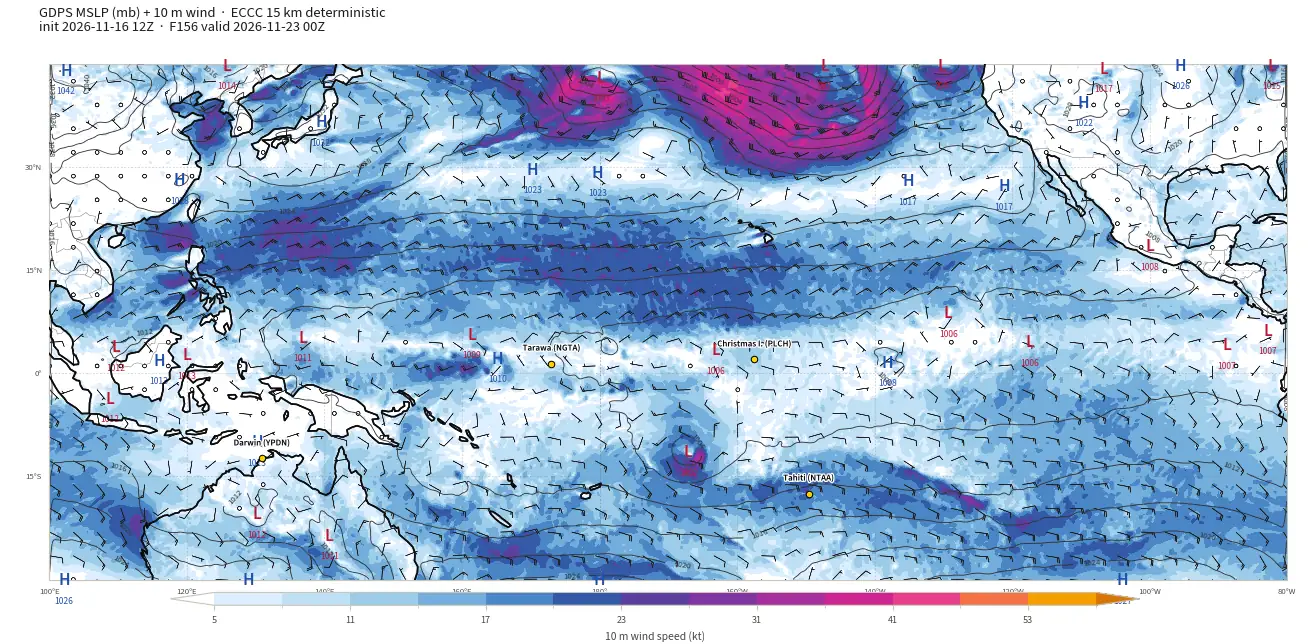 GDPS MSLP (mb) + 10 m wind · ECCC 15 km deterministic
init 2026-11-16 12Z · F156 valid 2026-11-23 00Z
H 1042
L 1014
L
L
L
L 1017
H 1026
L 1015
H 1022
H
30°N
H
H 1023
H 1023
H 1017
H 1017
L 1008
15°N
L 1006
L 1011
L 1009
L 1006
L 1006
L 1007
L 1007
Tarawa (NGTA)
Christmas I. (PLCH)
L 1012
H
L
H 1010
H 1008
0°
L 1012
Darwin (YPDN)
L
15°S
Tahiti (NTAA)
L 1012
L 1011
H 1026
H
H
H
100°E 120°E 140°E 160°E 180° 160°W 140°W 100°W 80°W
5 11 17 23 31 41 53
10 m wind speed (kt)